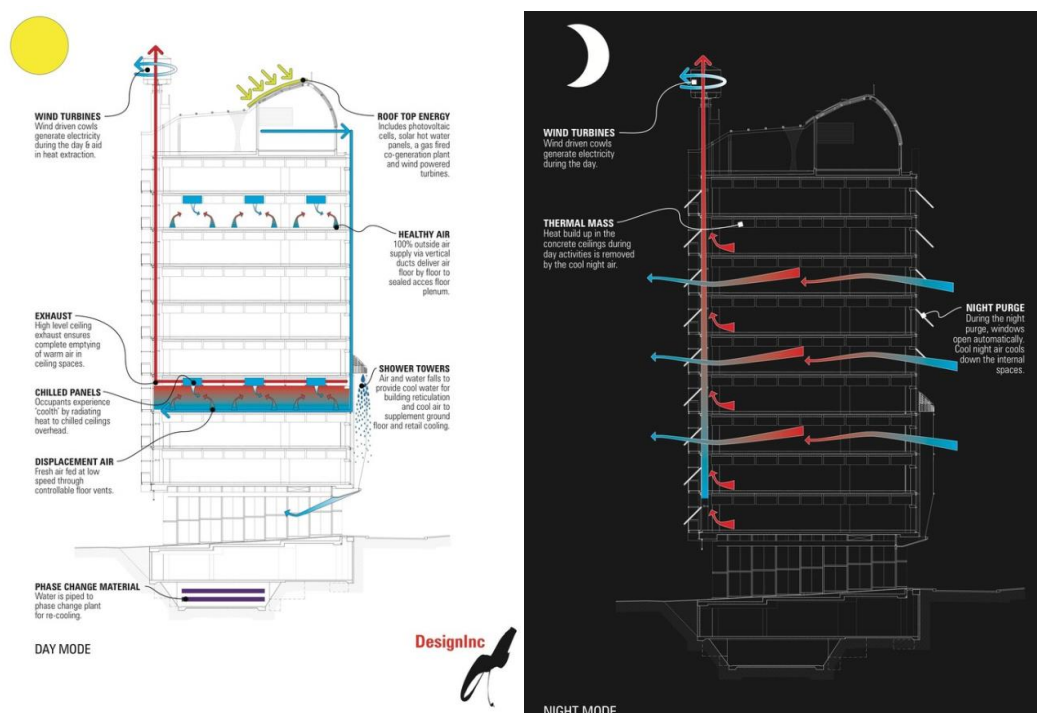 WIND TURBINES
Wind driven cowls
generate electricity
during the day & aid
in heat extraction.
ROOF TOP ENERGY
Includes photovoltaic
cells, solar hot water
panels, a gas fired
co-generation plant
and wind powered
turbines.
HEALTHY AIR
100% outside air
supply via vertical
ducts deliver air
floor by floor to
sealed acces floor
plenum.
EXHAUST
High level ceiling
exhaust ensures
complete emptying
of warm air in
ceiling spaces.
CHILLED PANELS
Occupants experience
'coolth' by radiating
heat to chilled ceilings
overhead.
SHOWER TOWERS
Air and water falls to
provide cool water for
building reticulation
and cool air to
supplement ground
floor and retail cooling.
DISPLACEMENT AIR
Fresh air fed at low
speed through
controllable floor vents.
PHASE CHANGE MATERIAL
Water is piped to
phase change plant
for re-cooling.
DAY MODE
DesignInc
WIND TURBINES
Wind driven cowls
generate electricity
during the day.
THERMAL MASS
Heat build up in the
concrete ceilings during
day activities is removed
by the cool night air.
NIGHT PURGE
During the night
purge, windows
open automatically.
Cool night air cools
down the internal
spaces.
NIGHT MODE